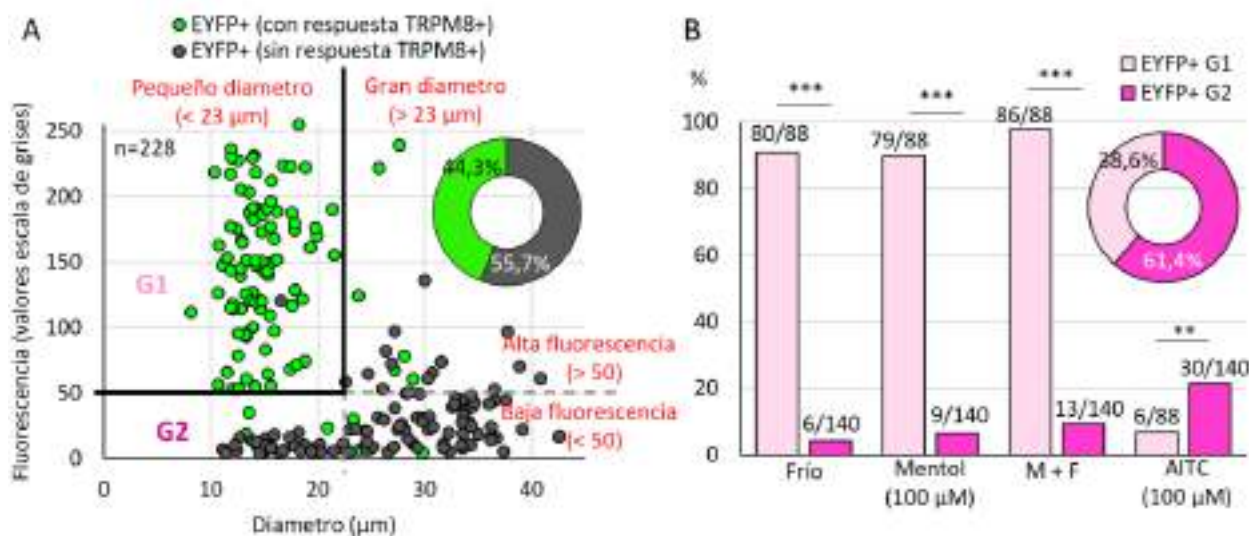 A
EYFP+ (con respuesta TRPM8+)
EYFP+ (sin respuesta TRPM8+)
Pequeño diametro
(< 23 µm)
Gran diametro
(> 23 µm)
Fluorescencia (valores escala de grises)
250
200
150
100
50
0
n=228
44,3%
55,7%
G1
G2
Alta fluorescencia
(> 50)
Baja fluorescencia
(< 50)
0
10
20
30
40
Diametro (µm)
B
EYFP+ G1
EYFP+ G2
%
***
***
***
**
100
80
60
40
20
0
80/88
6/140
79/88
9/140
86/88
13/140
6/88
30/140
38,6%
61,4%
Frío
Mentol
(100 µM)
M + F
AITC
(100 µM)